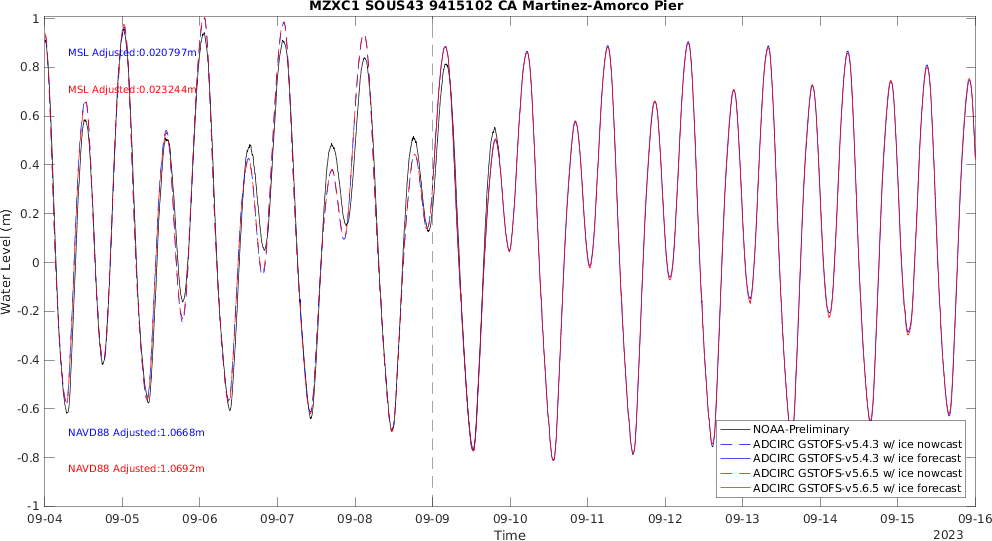 MZXC1 SOUS43 9415102 CA Martinez-Amorco Pier
1
0.8
0.6
0.4
0.2
0
-0.2
-0.4
-0.6
-0.8
-1
Water Level (m)
MSL Adjusted:0.020797m
MSL Adjusted:0.023244m
NAVD88 Adjusted:1.0668m
NAVD88 Adjusted:1.0692m
NOAA-Preliminary
ADCIRC GSTOFS-v5.4.3 w/ ice nowcast
ADCIRC GSTOFS-v5.4.3 w/ ice forecast
ADCIRC GSTOFS-v5.6.5 w/ ice nowcast
ADCIRC GSTOFS-v5.6.5 w/ ice forecast
09-04 09-05 09-06 09-07 09-08 09-09 09-10 09-11 09-12 09-13 09-14 09-15 09-16
Time
2023